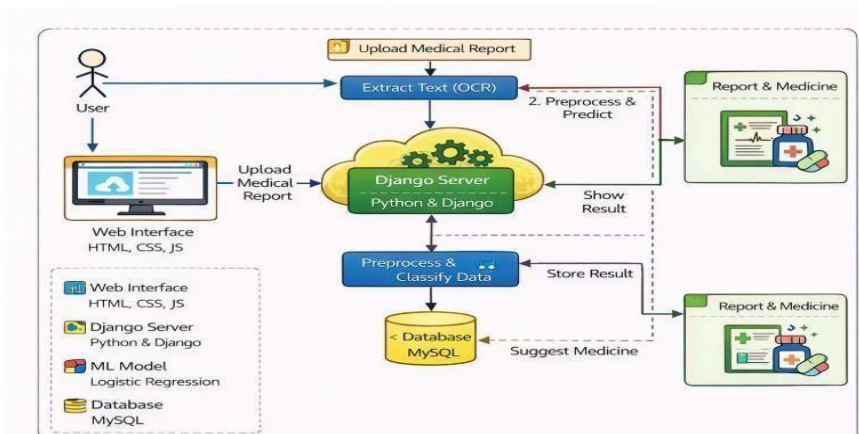 Upload Medical Report
Extract Text (OCR)
User
2. Preprocess &
Predict
Report & Medicine
Upload
Medical
Report
Django Server
Python & Django
Show
Result
Web Interface
HTML, CSS, JS
Preprocess &
Classify Data
Store Result
Report & Medicine
< Database
MySQL
Suggest Medicine
Web Interface
HTML, CSS, JS
Django Server
Python & Django
ML Model
Logistic Regression
Database
MySQL